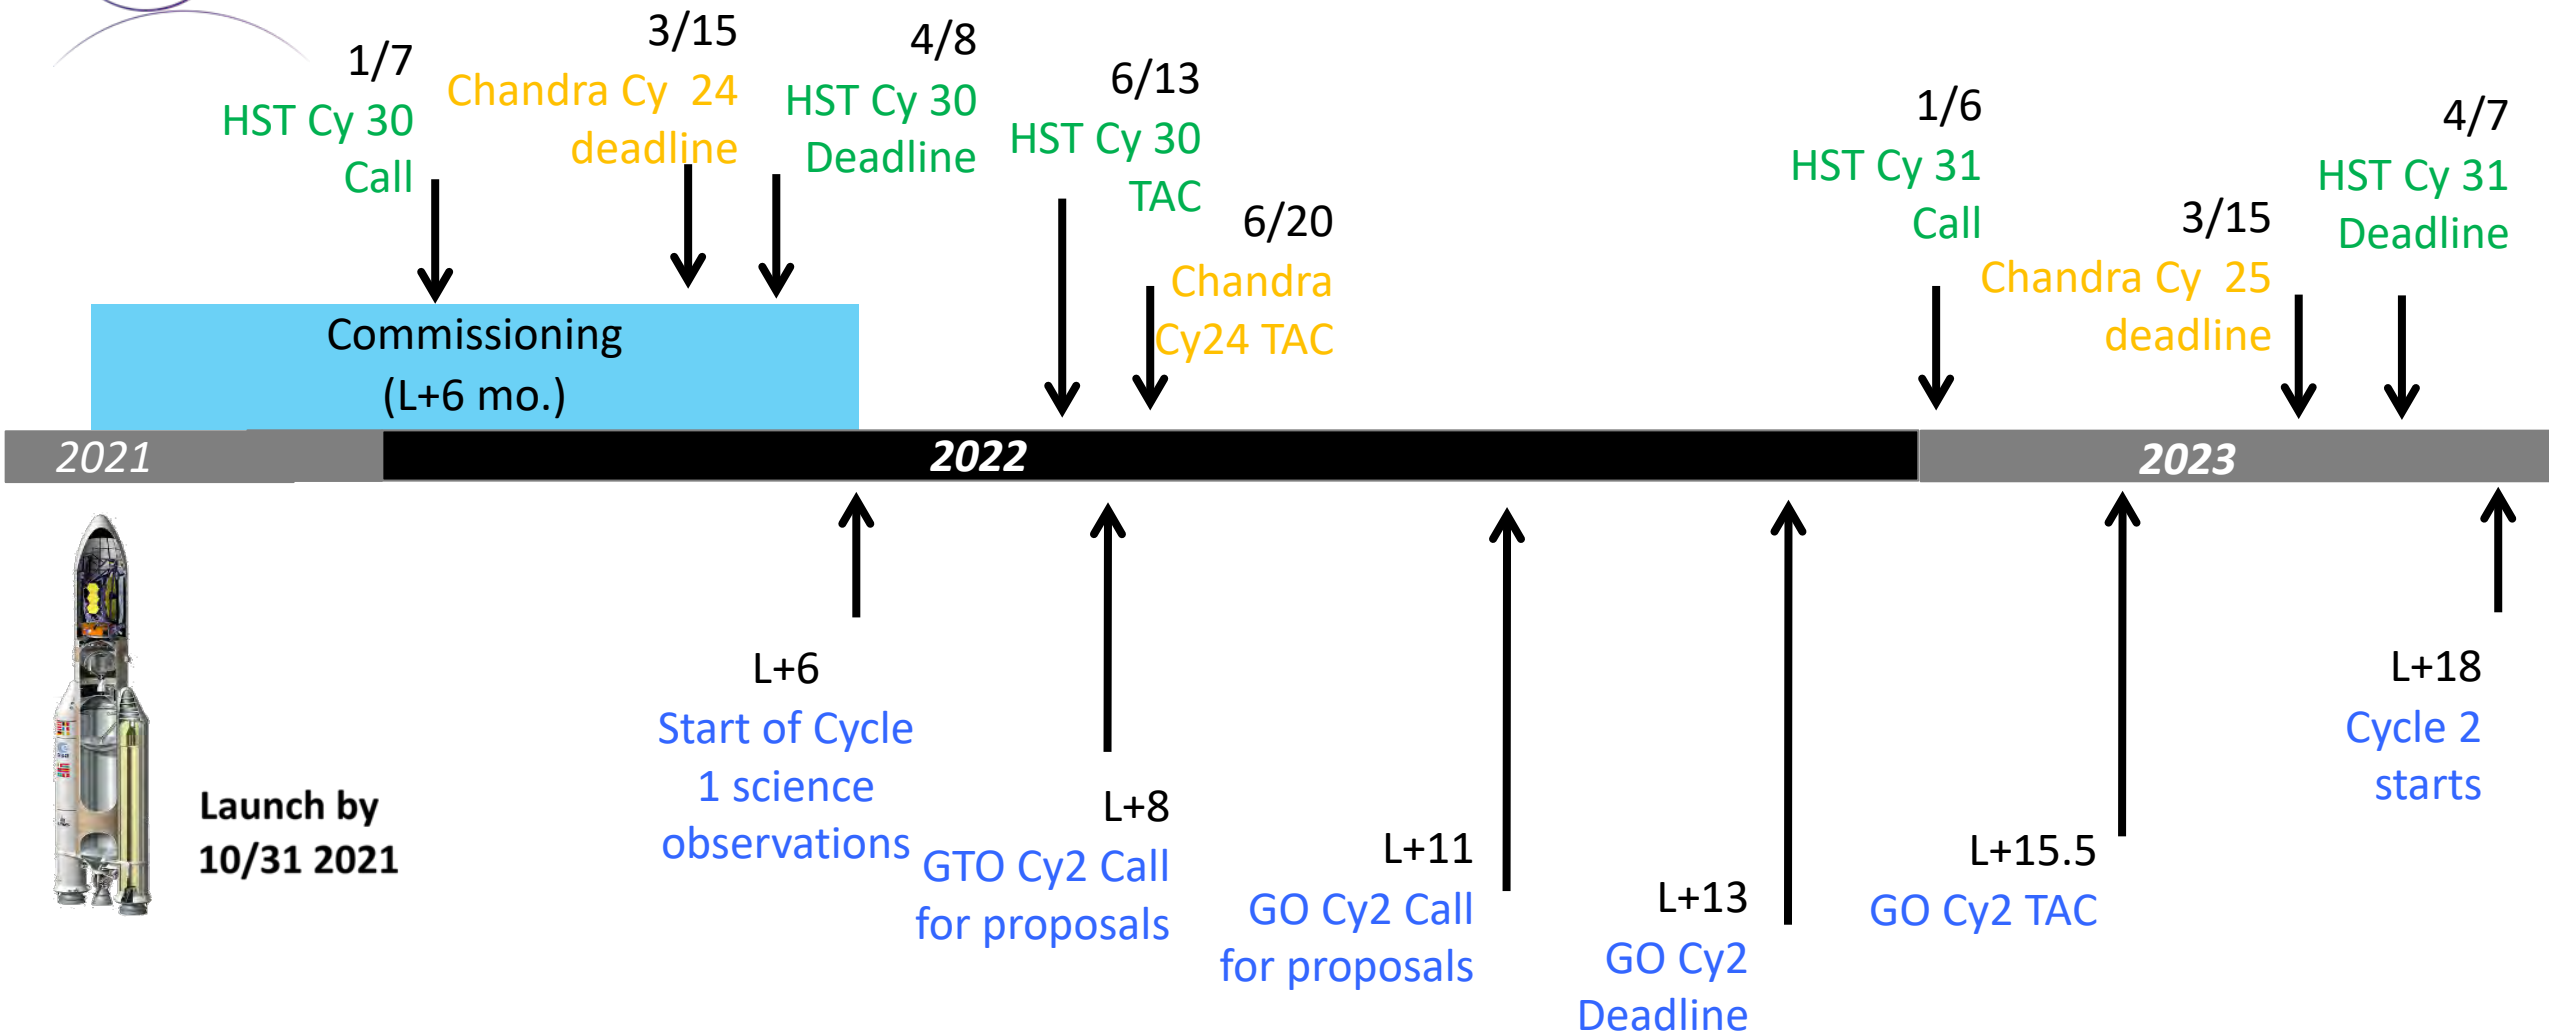 1/7
HST Cy 30
Call
3/15
Chandra Cy 24
deadline
4/8
HST Cy 30
Deadline
6/13
HST Cy 30
TAC
6/20
Chandra
Cy24 TAC
1/6
HST Cy 31
Call
3/15
Chandra Cy 25
deadline
4/7
HST Cy 31
Deadline
Commissioning
(L+6 mo.)
2021
2022
2023
Launch by
10/31 2021
L+6
Start of Cycle
1 science
observations
L+8
GTO Cy2 Call
for proposals
L+11
GO Cy2 Call
for proposals
L+13
GO Cy2
Deadline
L+15.5
GO Cy2 TAC
L+18
Cycle 2
starts